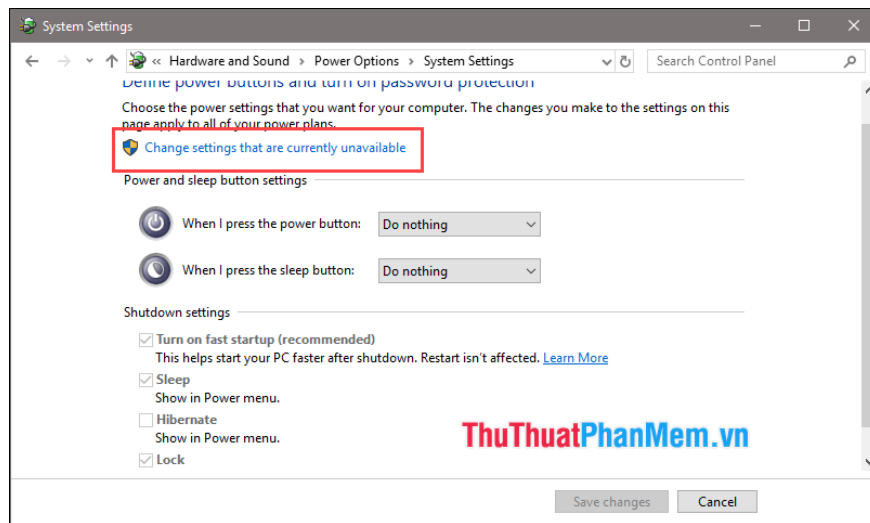 System Settings
« Hardware and Sound › Power Options › System Settings
Search Control Panel
Define power buttons and turn on password protection
Choose the power settings that you want for your computer. The changes you make to the settings on this
page apply to all of your power plans.
Change settings that are currently unavailable
Power and sleep button settings
When I press the power button: Do nothing
When I press the sleep button: Do nothing
Shutdown settings
Turn on fast startup (recommended)
This helps start your PC faster after shutdown. Restart isn't affected. Learn More
Sleep
Show in Power menu.
Hibernate
Show in Power menu.
ThuThuatPhanMem.vn
Lock
Save changes Cancel